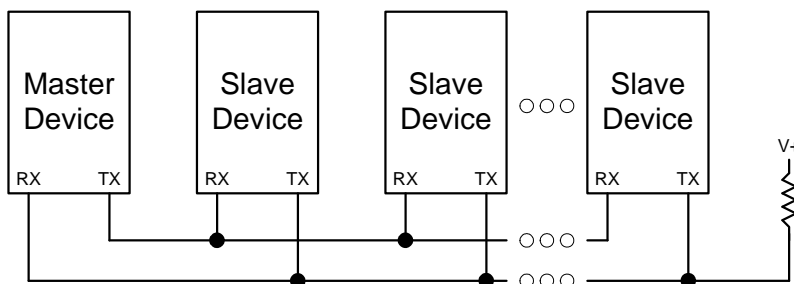 Master Device
Slave Device
Slave Device
Slave Device
RX TX
RX TX
RX TX
RX TX
V+